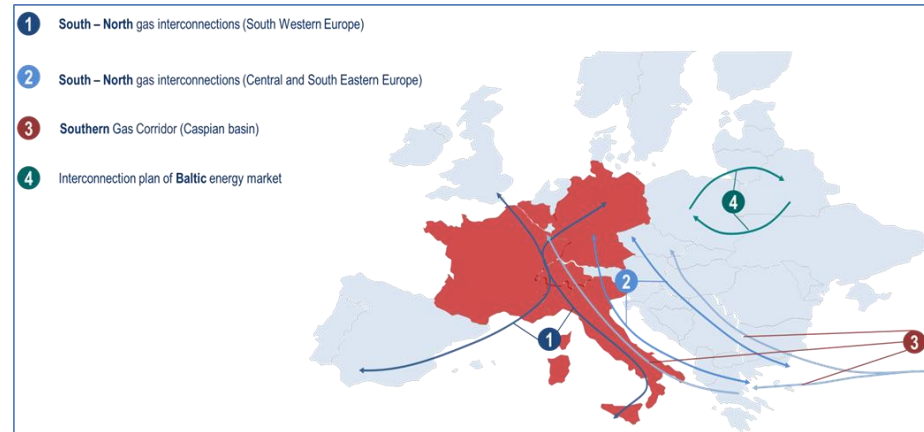 1 South – North gas interconnections (South Western Europe)
2 South – North gas interconnections (Central and South Eastern Europe)
3 Southern Gas Corridor (Caspian basin)
4 Interconnection plan of Baltic energy market
4
2
1
3